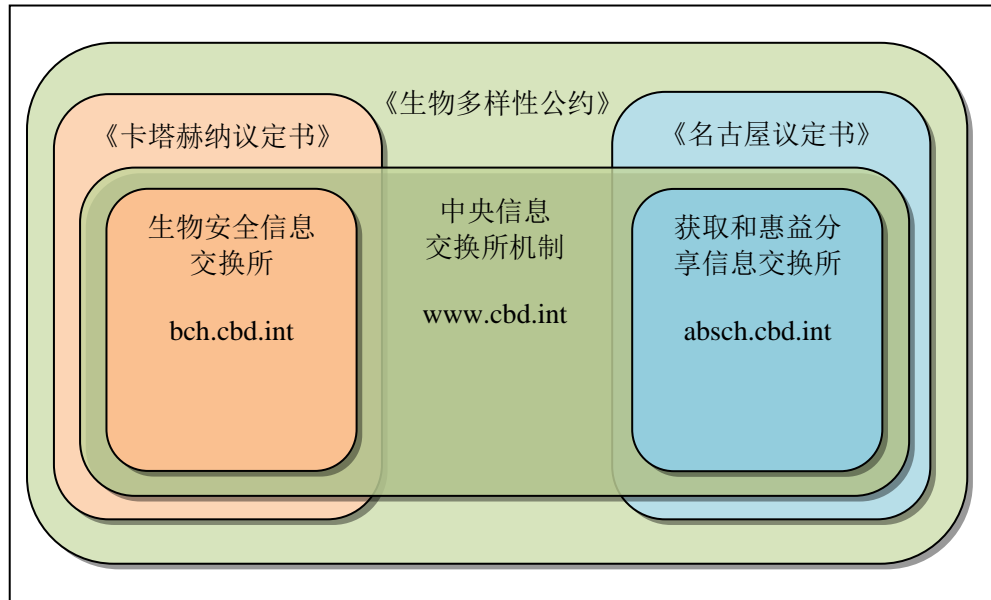 《生物多样性公约》
《卡塔赫纳议定书》
《名古屋议定书》
生物安全信息
交换所
bch.cbd.int
中央信息
交换所机制
www.cbd.int
获取和惠益分
享信息交换所
absch.cbd.int